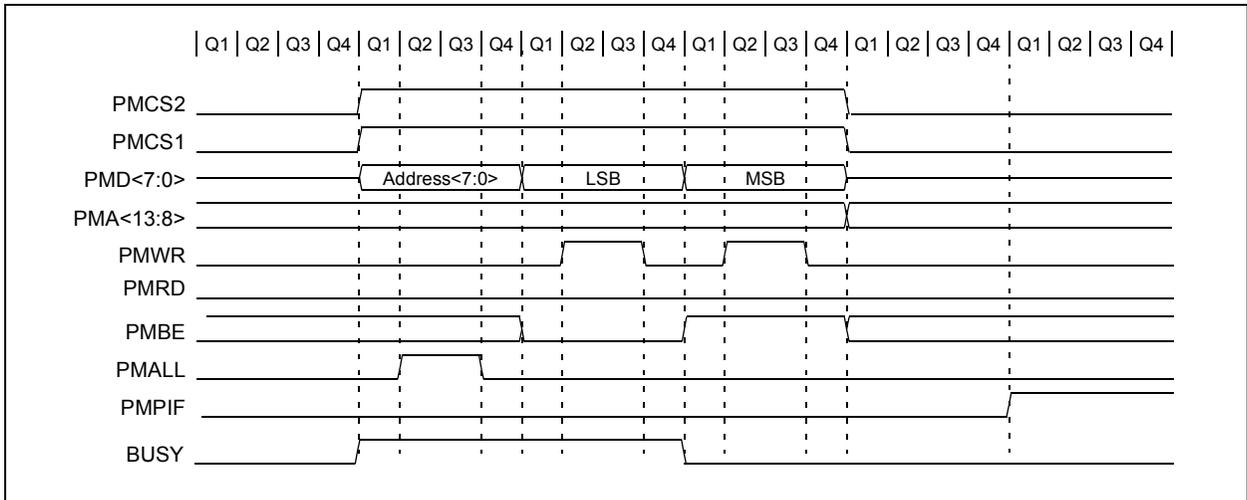 Q1 Q2 Q3 Q4 Q1 Q2 Q3 Q4 Q1 Q2 Q3 Q4 Q1 Q2 Q3 Q4 Q1 Q2 Q3 Q4 Q1 Q2 Q3 Q4
PMCS2
PMCS1
PMD<7:0> Address<7:0> LSB MSB
PMA<13:8>
PMWR
PMRD
PMBE
PMALL
PMPIF
BUSY